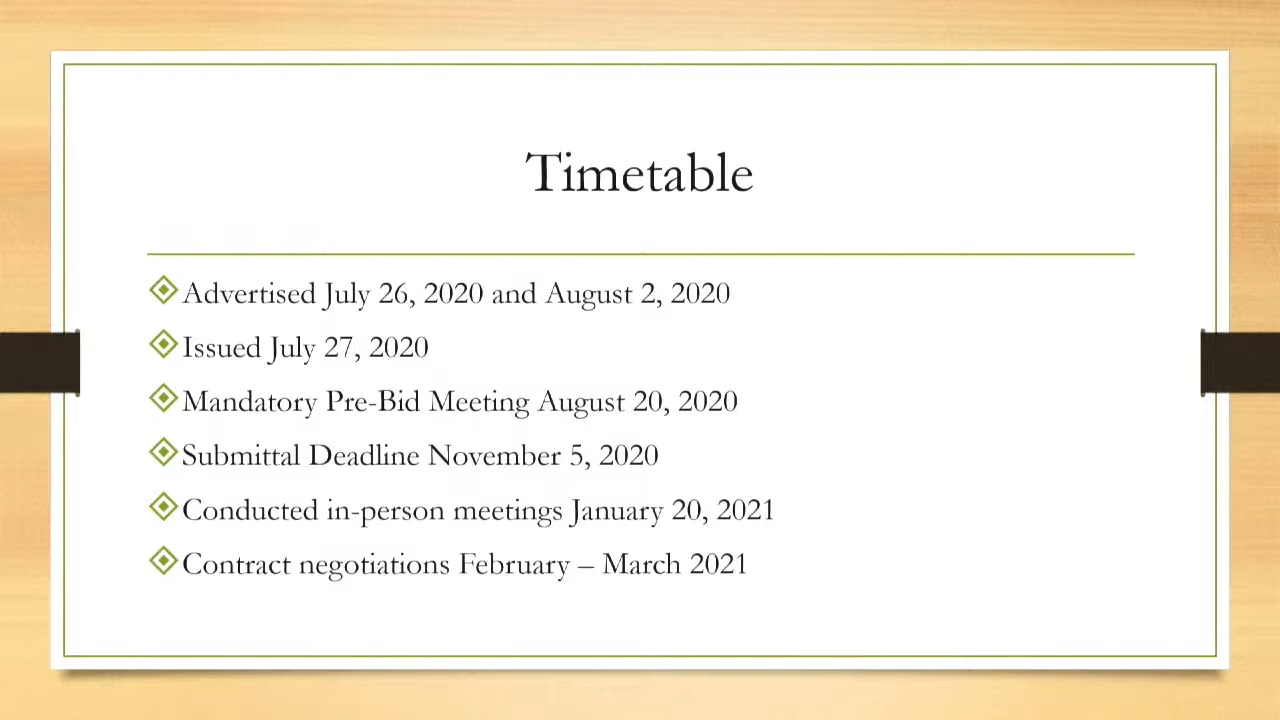 Timetable
Advertised July 26, 2020 and August 2, 2020
Issued July 27, 2020
Mandatory Pre-Bid Meeting August 20, 2020
Submittal Deadline November 5, 2020
Conducted in-person meetings January 20, 2021
Contract negotiations February – March 2021